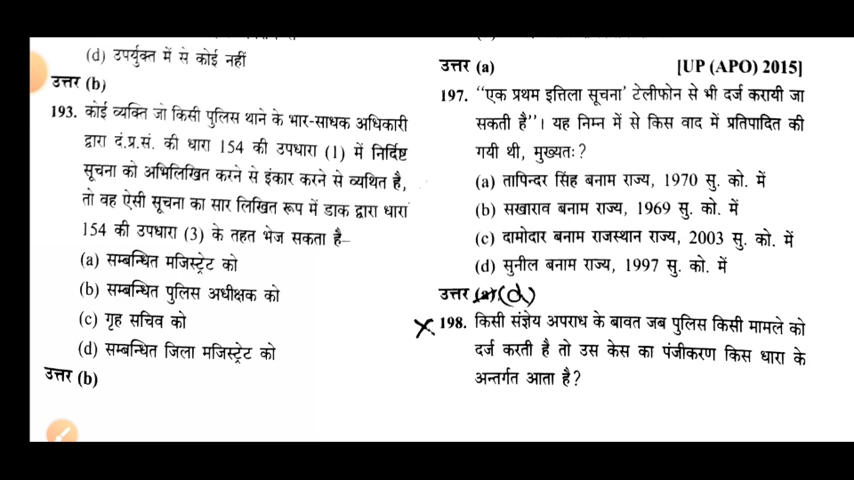 (d) उपर्युक्त में से कोई नहीं
उत्तर (b)
193. कोई व्यक्ति जो किसी पुलिस थाने के भार-साधक अधिकारी
द्वारा दं.प्र.सं. की धारा 154 की उपधारा (1) में निर्दिष्ट
सूचना को अभिलिखित करने से इंकार करने से व्यथित है,
तो वह ऐसी सूचना का सार लिखित रूप में डाक द्वारा धारा
154 की उपधारा (3) के तहत भेज सकता है–
(a) सम्बन्धित मजिस्ट्रेट को
(b) सम्बन्धित पुलिस अधीक्षक को
(c) गृह सचिव को
(d) सम्बन्धित जिला मजिस्ट्रेट को
उत्तर (b)
उत्तर (a) [UP (APO) 2015]
197. “एक प्रथम इत्तिला सूचना’ टेलीफोन से भी दर्ज करायी जा
सकती है”। यह निम्न में से किस वाद में प्रतिपादित की
गयी थी, मुख्यतः?
(a) तापिन्दर सिंह बनाम राज्य, 1970 सु. को. में
(b) सखाराव बनाम राज्य, 1969 सु. को. में
(c) दामोदार बनाम राजस्थान राज्य, 2003 सु. को. में
(d) सुनील बनाम राज्य, 1997 सु. को. में
उत्तर (a) (d)
X 198. किसी संज्ञेय अपराध के बावत जब पुलिस किसी मामले को
दर्ज करती है तो उस केस का पंजीकरण किस धारा के
अन्तर्गत आता है?